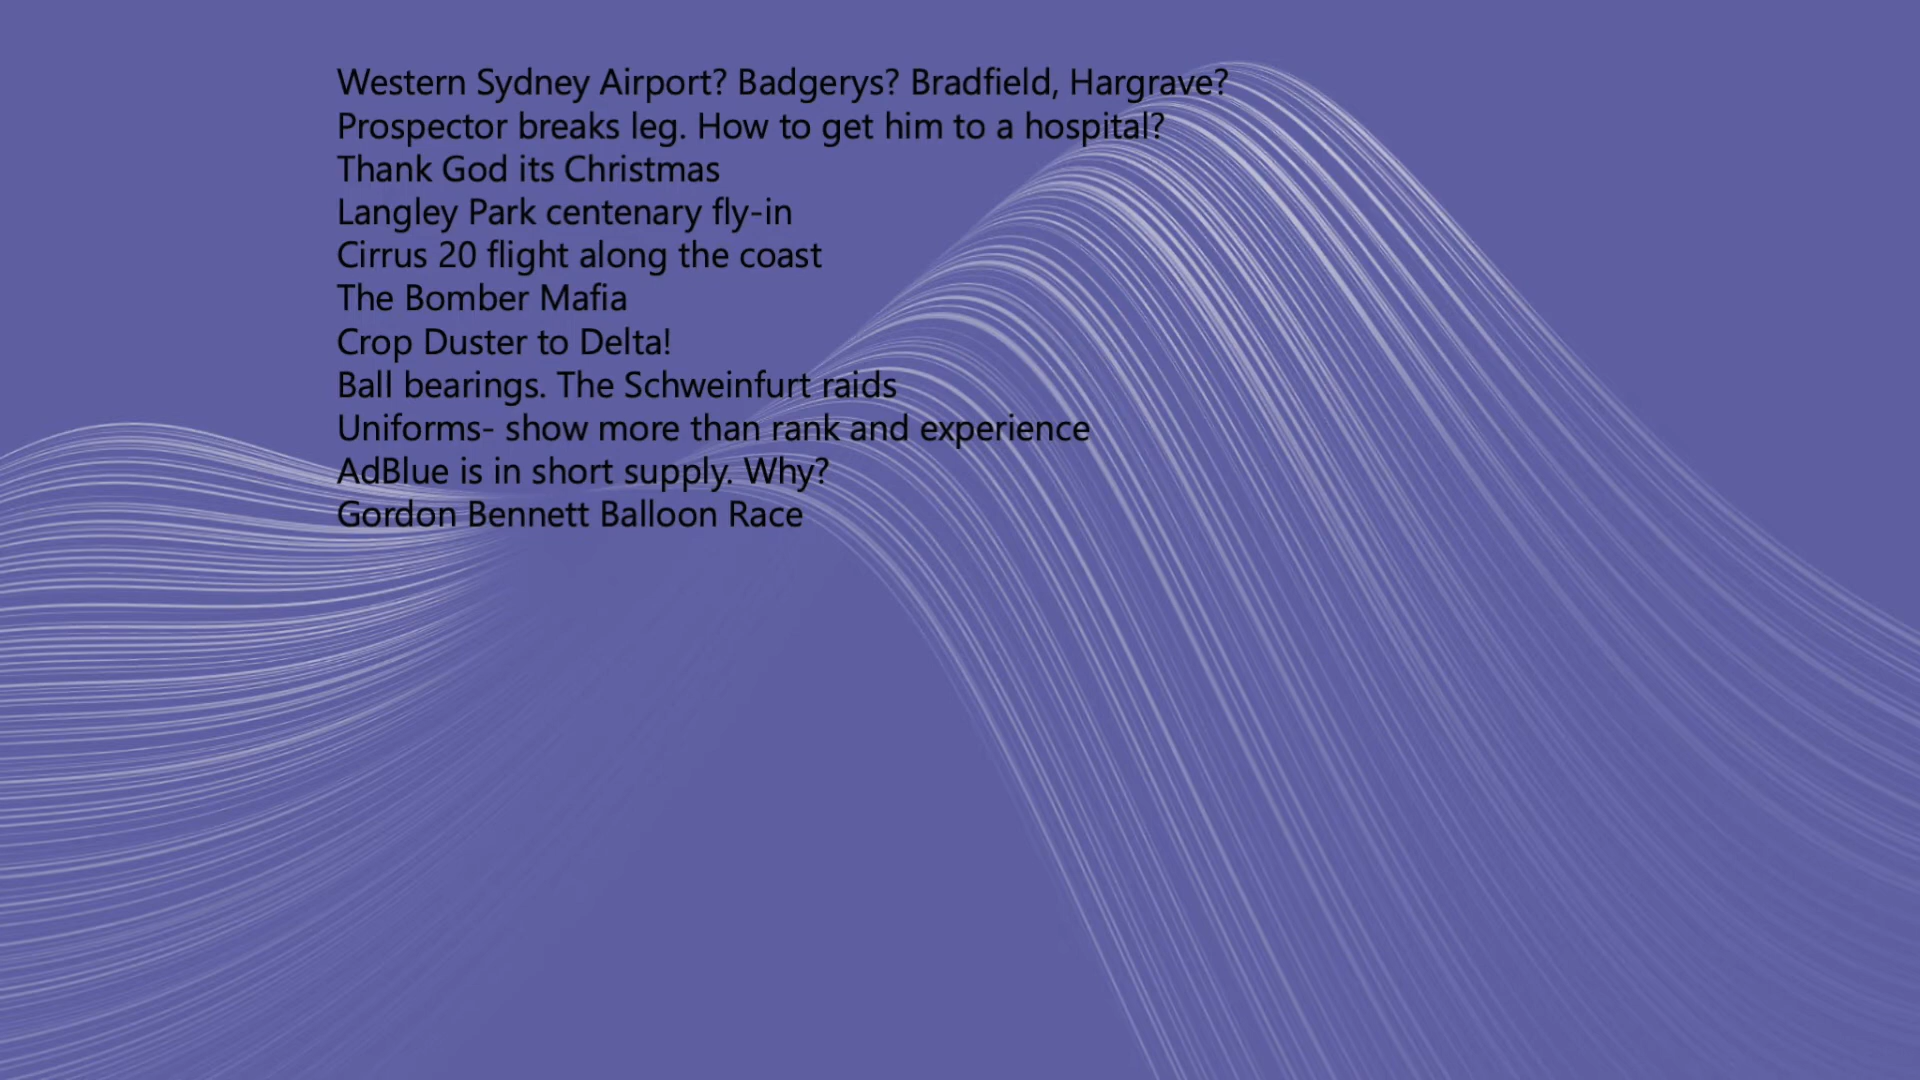 Western Sydney Airport? Badgerys? Bradfield, Hargrave?
Prospector breaks leg. How to get him to a hospital?
Thank God its Christmas
Langley Park centenary fly-in
Cirrus 20 flight along the coast
The Bomber Mafia
Crop Duster to Delta!
Ball bearings. The Schweinfurt raids
Uniforms- show more than rank and experience
AdBlue is in short supply. Why?
Gordon Bennett Balloon Race